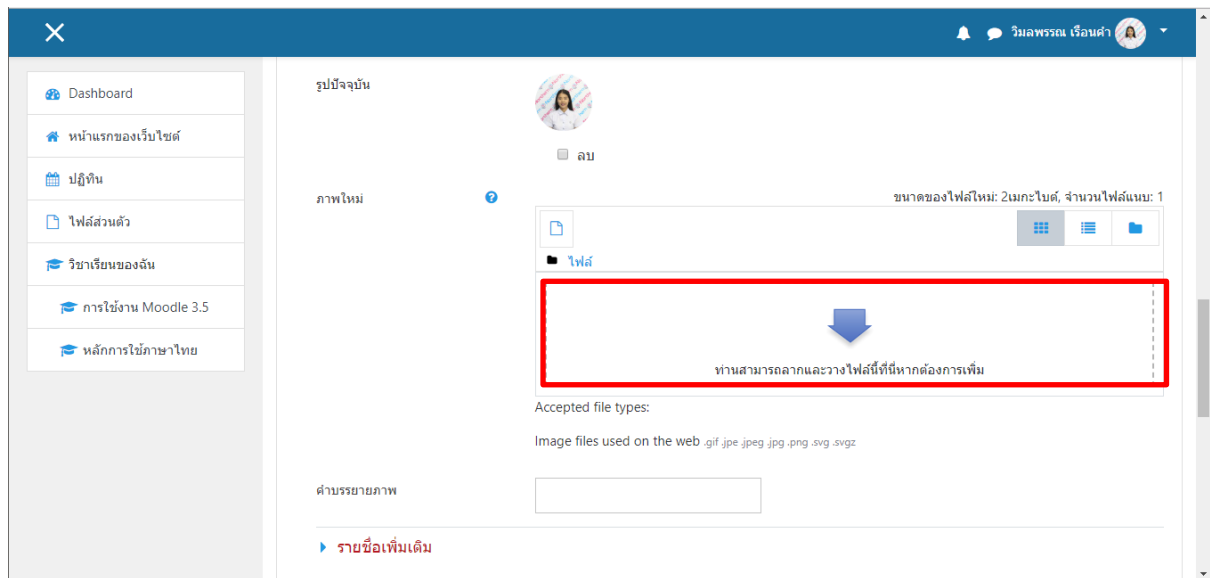 วิมลพรรณ เรือนคำ
Dashboard
หน้าแรกของเว็บไซต์
ปฏิทิน
ไฟล์ส่วนตัว
วิชาเรียนของฉัน
การใช้งาน Moodle 3.5
หลักการใช้ภาษาไทย
รูปปัจจุบัน
ลบ
ภาพใหม่
ขนาดของไฟล์ใหม่: 2เมกะไบต์, จำนวนไฟล์แนบ: 1
ไฟล์
ท่านสามารถลากและวางไฟล์นี้ที่นี่หากต้องการเพิ่ม
Accepted file types:
Image files used on the web .gif .jpe .jpeg .jpg .png .svg .svgz
คำบรรยายภาพ
รายชื่อเพิ่มเติม